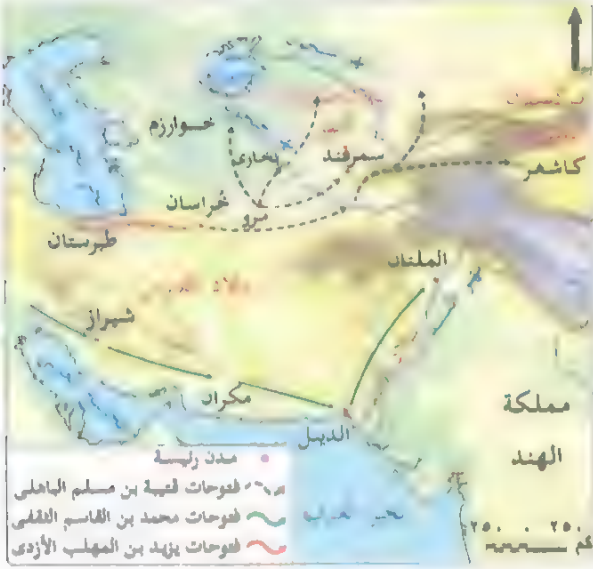 خوارزم
بخارى
سمرقند
كاشغر
خراسان
مرو
طبرستان
الملتان
شيراز
مكران
الديبل
مملكة
الهند
مدن رئيسة
فتوحات قتيبة بن مسلم الباهلي
فتوحات محمد بن القاسم الثقفي
فتوحات يزيد بن المهلب الأزدي
٢٥٠ ٠ ٢٥٠
كم